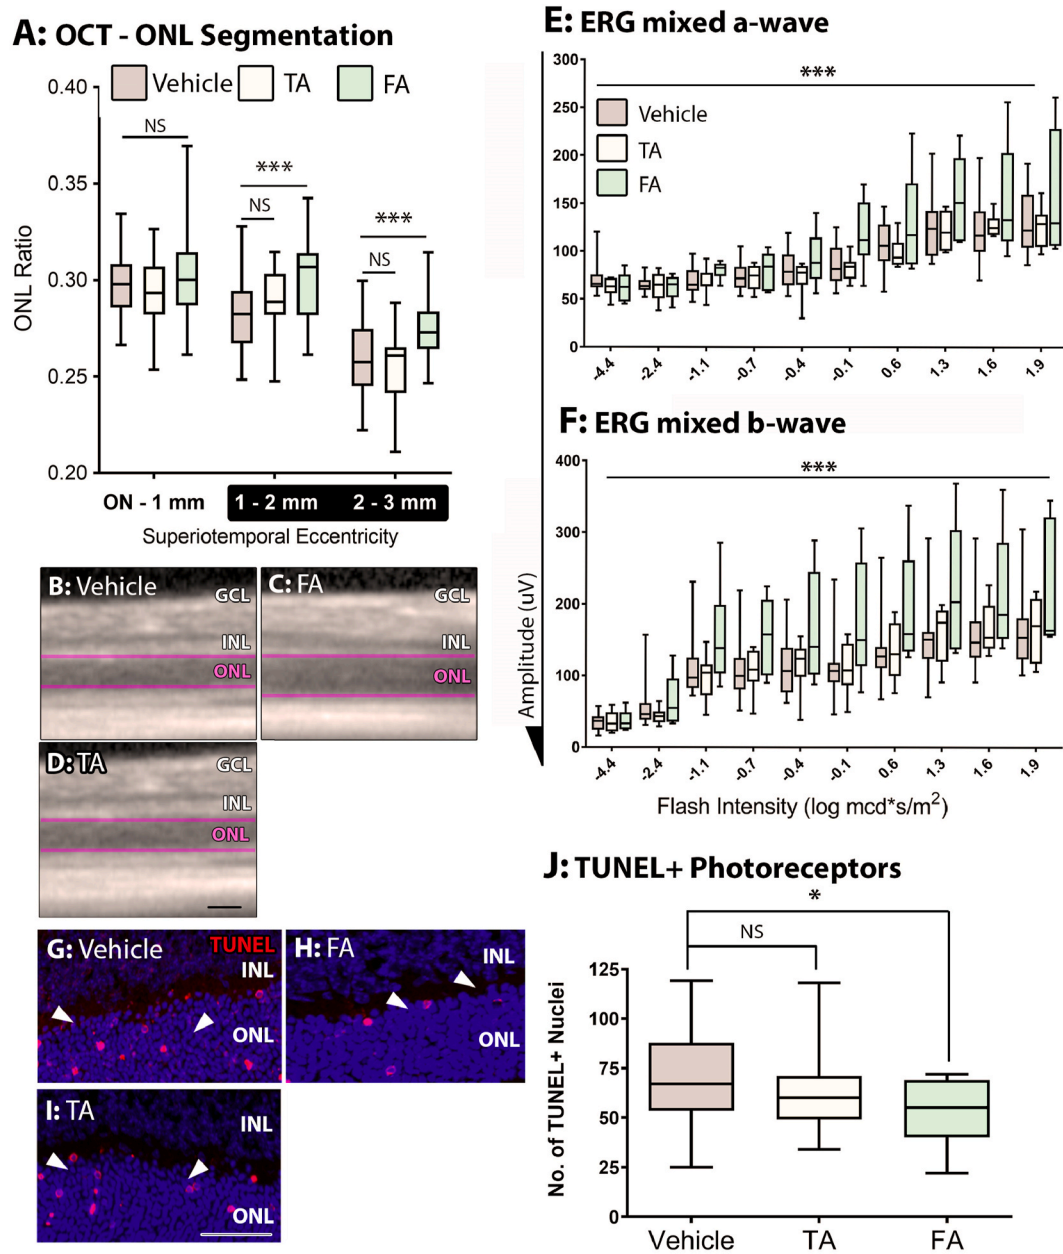 A: OCT - ONL Segmentation
Vehicle TA FA
0.40
0.35
0.30
0.25
0.20
ONL Ratio
NS
***
NS
***
NS
ON - 1 mm 1 - 2 mm 2 - 3 mm
Superiotemporal Eccentricity
B: Vehicle
GCL
INL
ONL
C: FA
GCL
INL
ONL
D: TA
GCL
INL
ONL
E: ERG mixed a-wave
***
Vehicle
TA
FA
300
250
200
150
100
50
0
-4.4 -2.4 -1.1 -0.7 -0.4 -0.1 0.6 1.3 1.6 1.9
F: ERG mixed b-wave
***
400
300
200
100
0
Amplitude (uV)
-4.4 -2.4 -1.1 -0.7 -0.4 -0.1 0.6 1.3 1.6 1.9
Flash Intensity (log mcd*s/m²)
G: Vehicle
TUNEL
INL
ONL
H: FA
INL
ONL
I: TA
INL
ONL
J: TUNEL+ Photoreceptors
*
NS
125
100
75
50
25
0
No. of TUNEL+ Nuclei
Vehicle TA FA